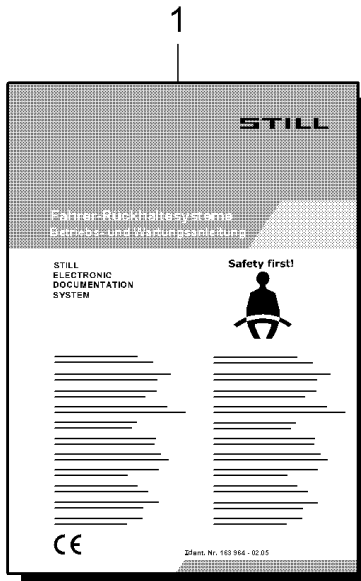 1
STILL
Fahrer-Rückhaltesysteme
Betriebs- und Wartungsanleitung
STILL
ELECTRONIC
DOCUMENTATION
SYSTEM
Safety first!
CE
Ident. Nr. 163 964 - 02.05